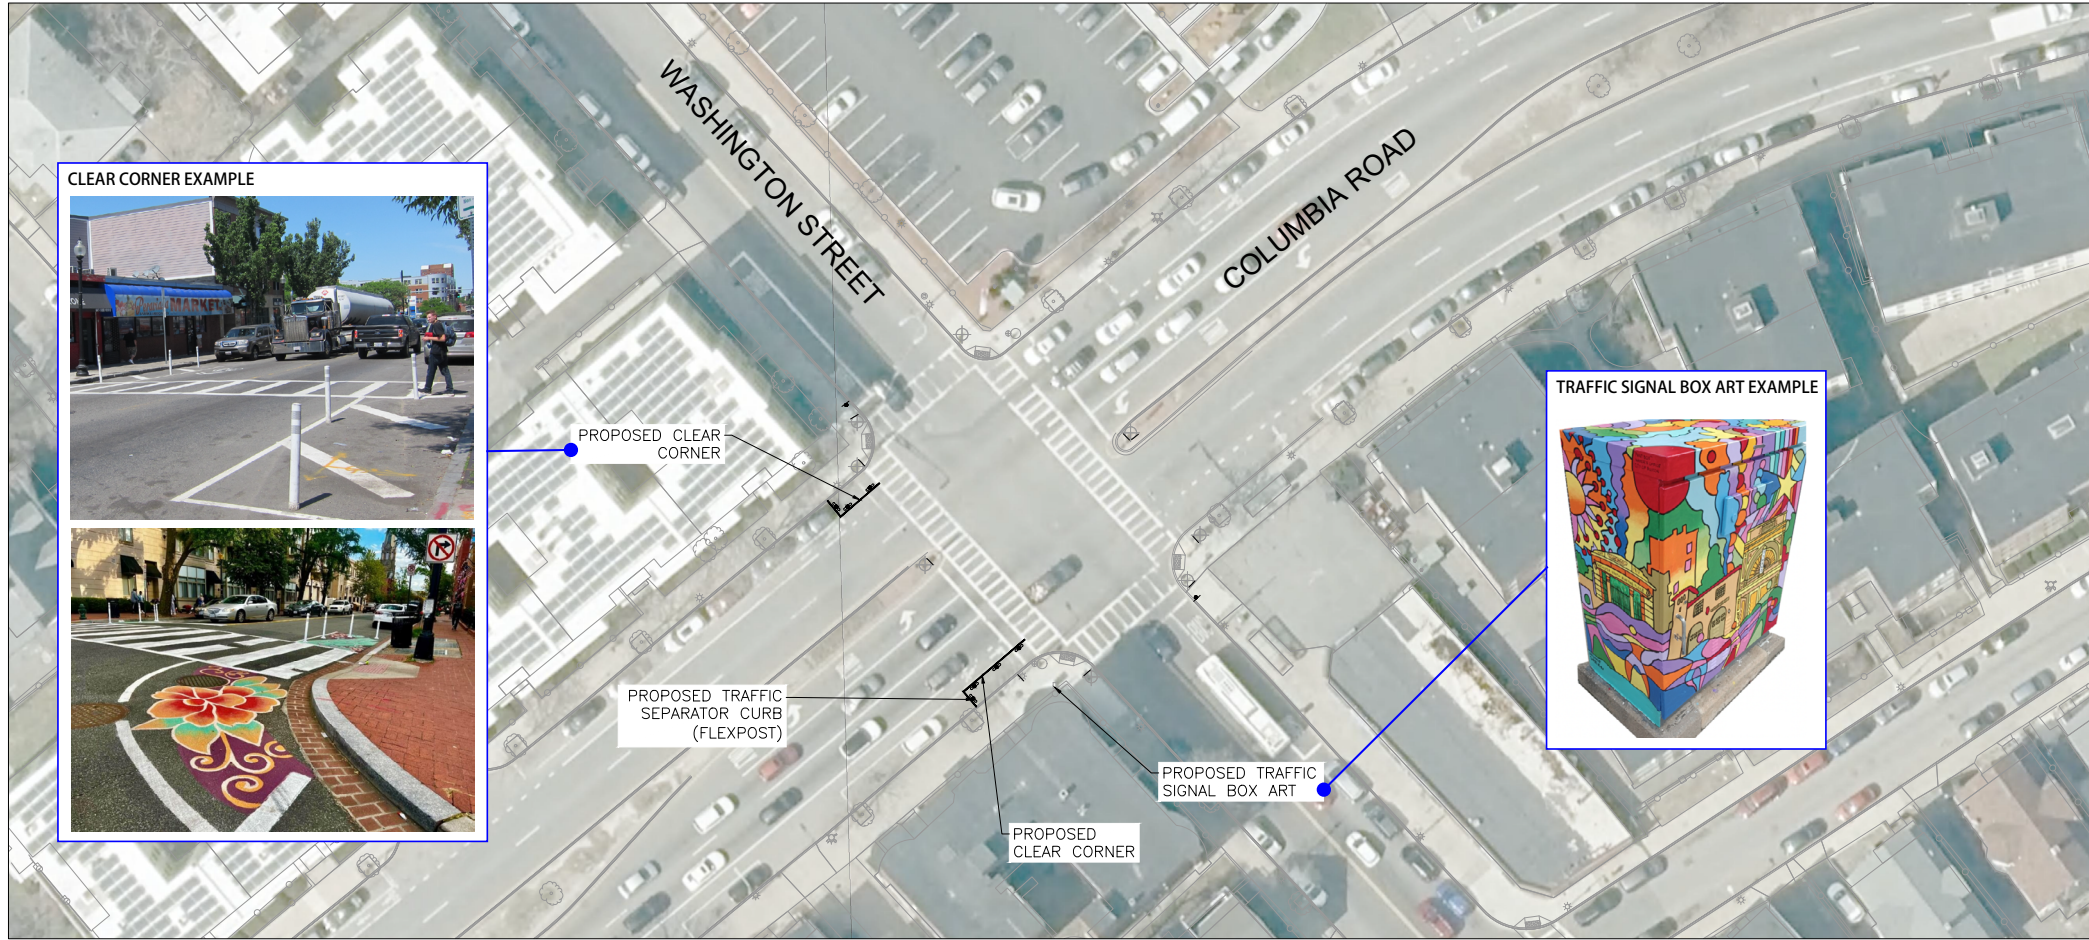 WASHINGTON STREET
COLUMBIA ROAD
CLEAR CORNER EXAMPLE
MARKET
PROPOSED CLEAR
CORNER
TRAFFIC SIGNAL BOX ART EXAMPLE
PROPOSED TRAFFIC
SEPARATOR CURB
(FLEXPOST)
PROPOSED TRAFFIC
SIGNAL BOX ART
PROPOSED
CLEAR CORNER